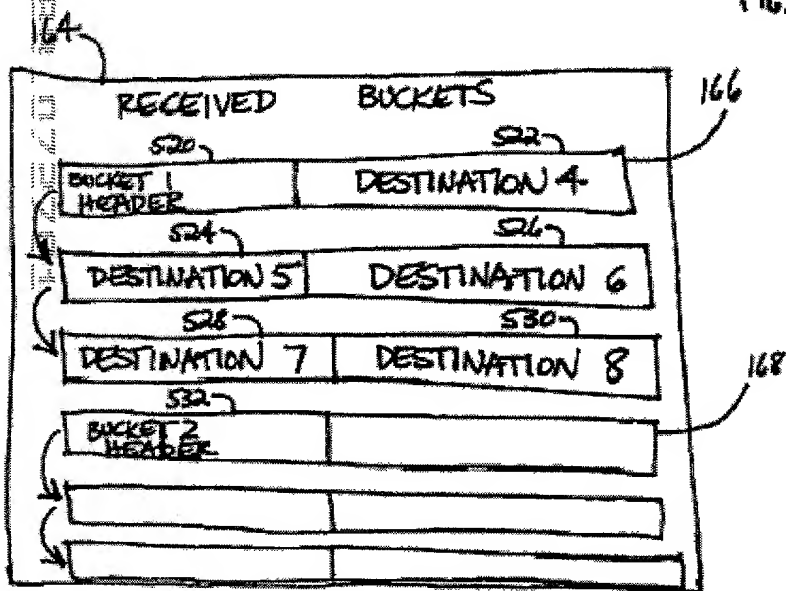 FIG.
164
RECEIVED BUCKETS
166
520 522
BUCKET 1 HEADER DESTINATION 4
524 526
DESTINATION 5 DESTINATION 6
528 530
DESTINATION 7 DESTINATION 8
168
532
BUCKET 2 HEADER